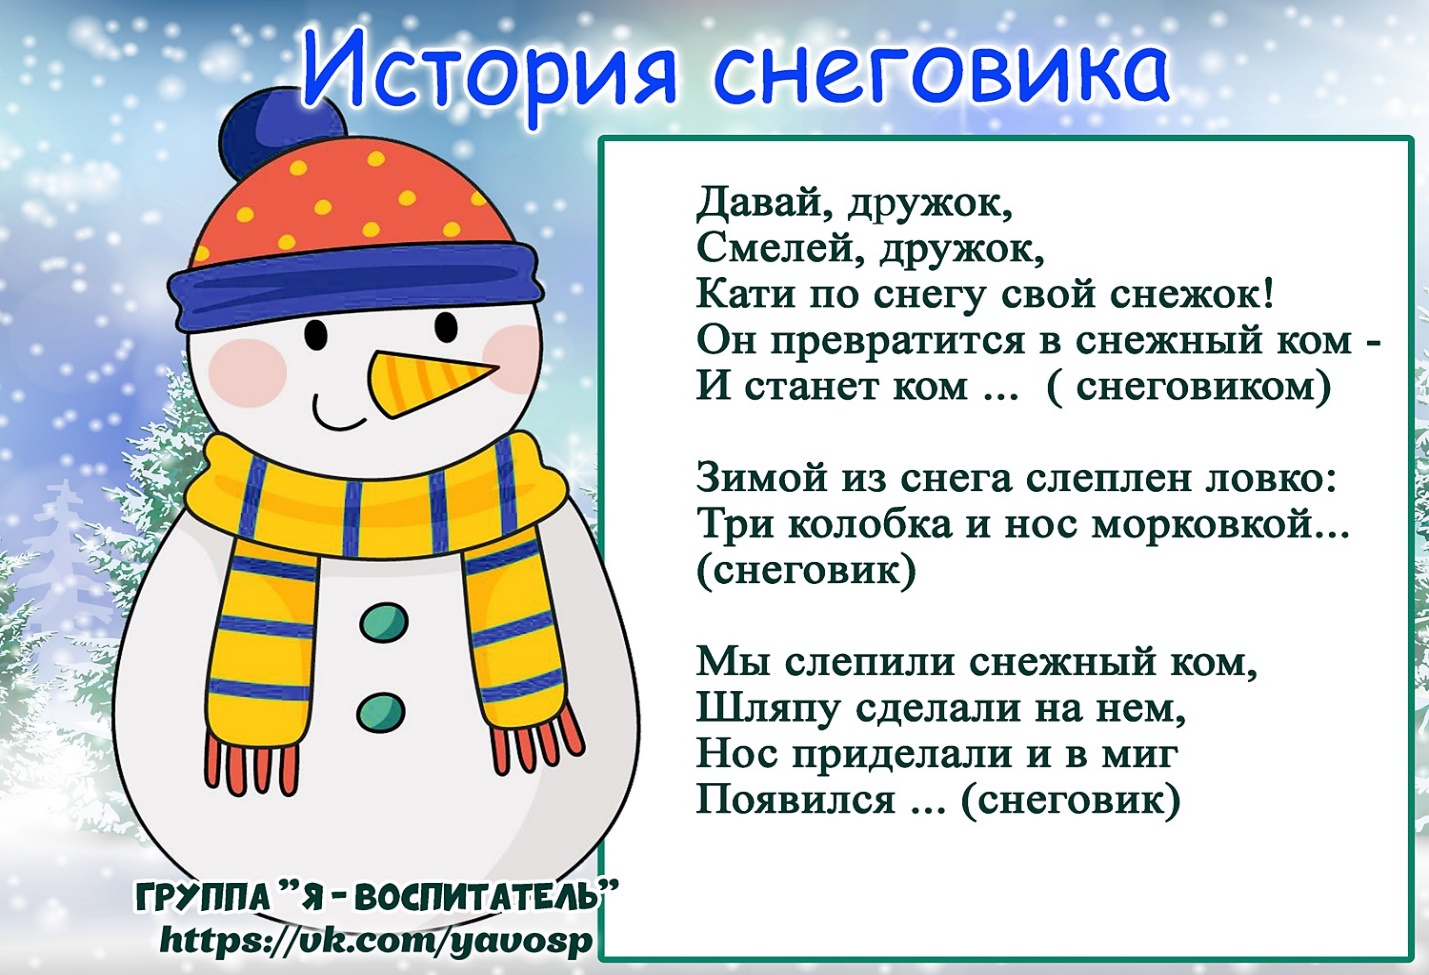 История снеговика
Давай, дружок,
Смелей, дружок,
Кати по снегу свой снежок!
Он превратится в снежный ком -
И станет ком ... ( снеговиком)
Зимой из снега слеплен ловко:
Три колобка и нос морковкой...
(снеговик)
Мы слепили снежный ком,
Шляпу сделали на нем,
Нос приделали и в миг
Появился ... (снеговик)
ГРУППА "Я - ВОСПИТАТЕЛЬ"
https://vk.com/yavosp